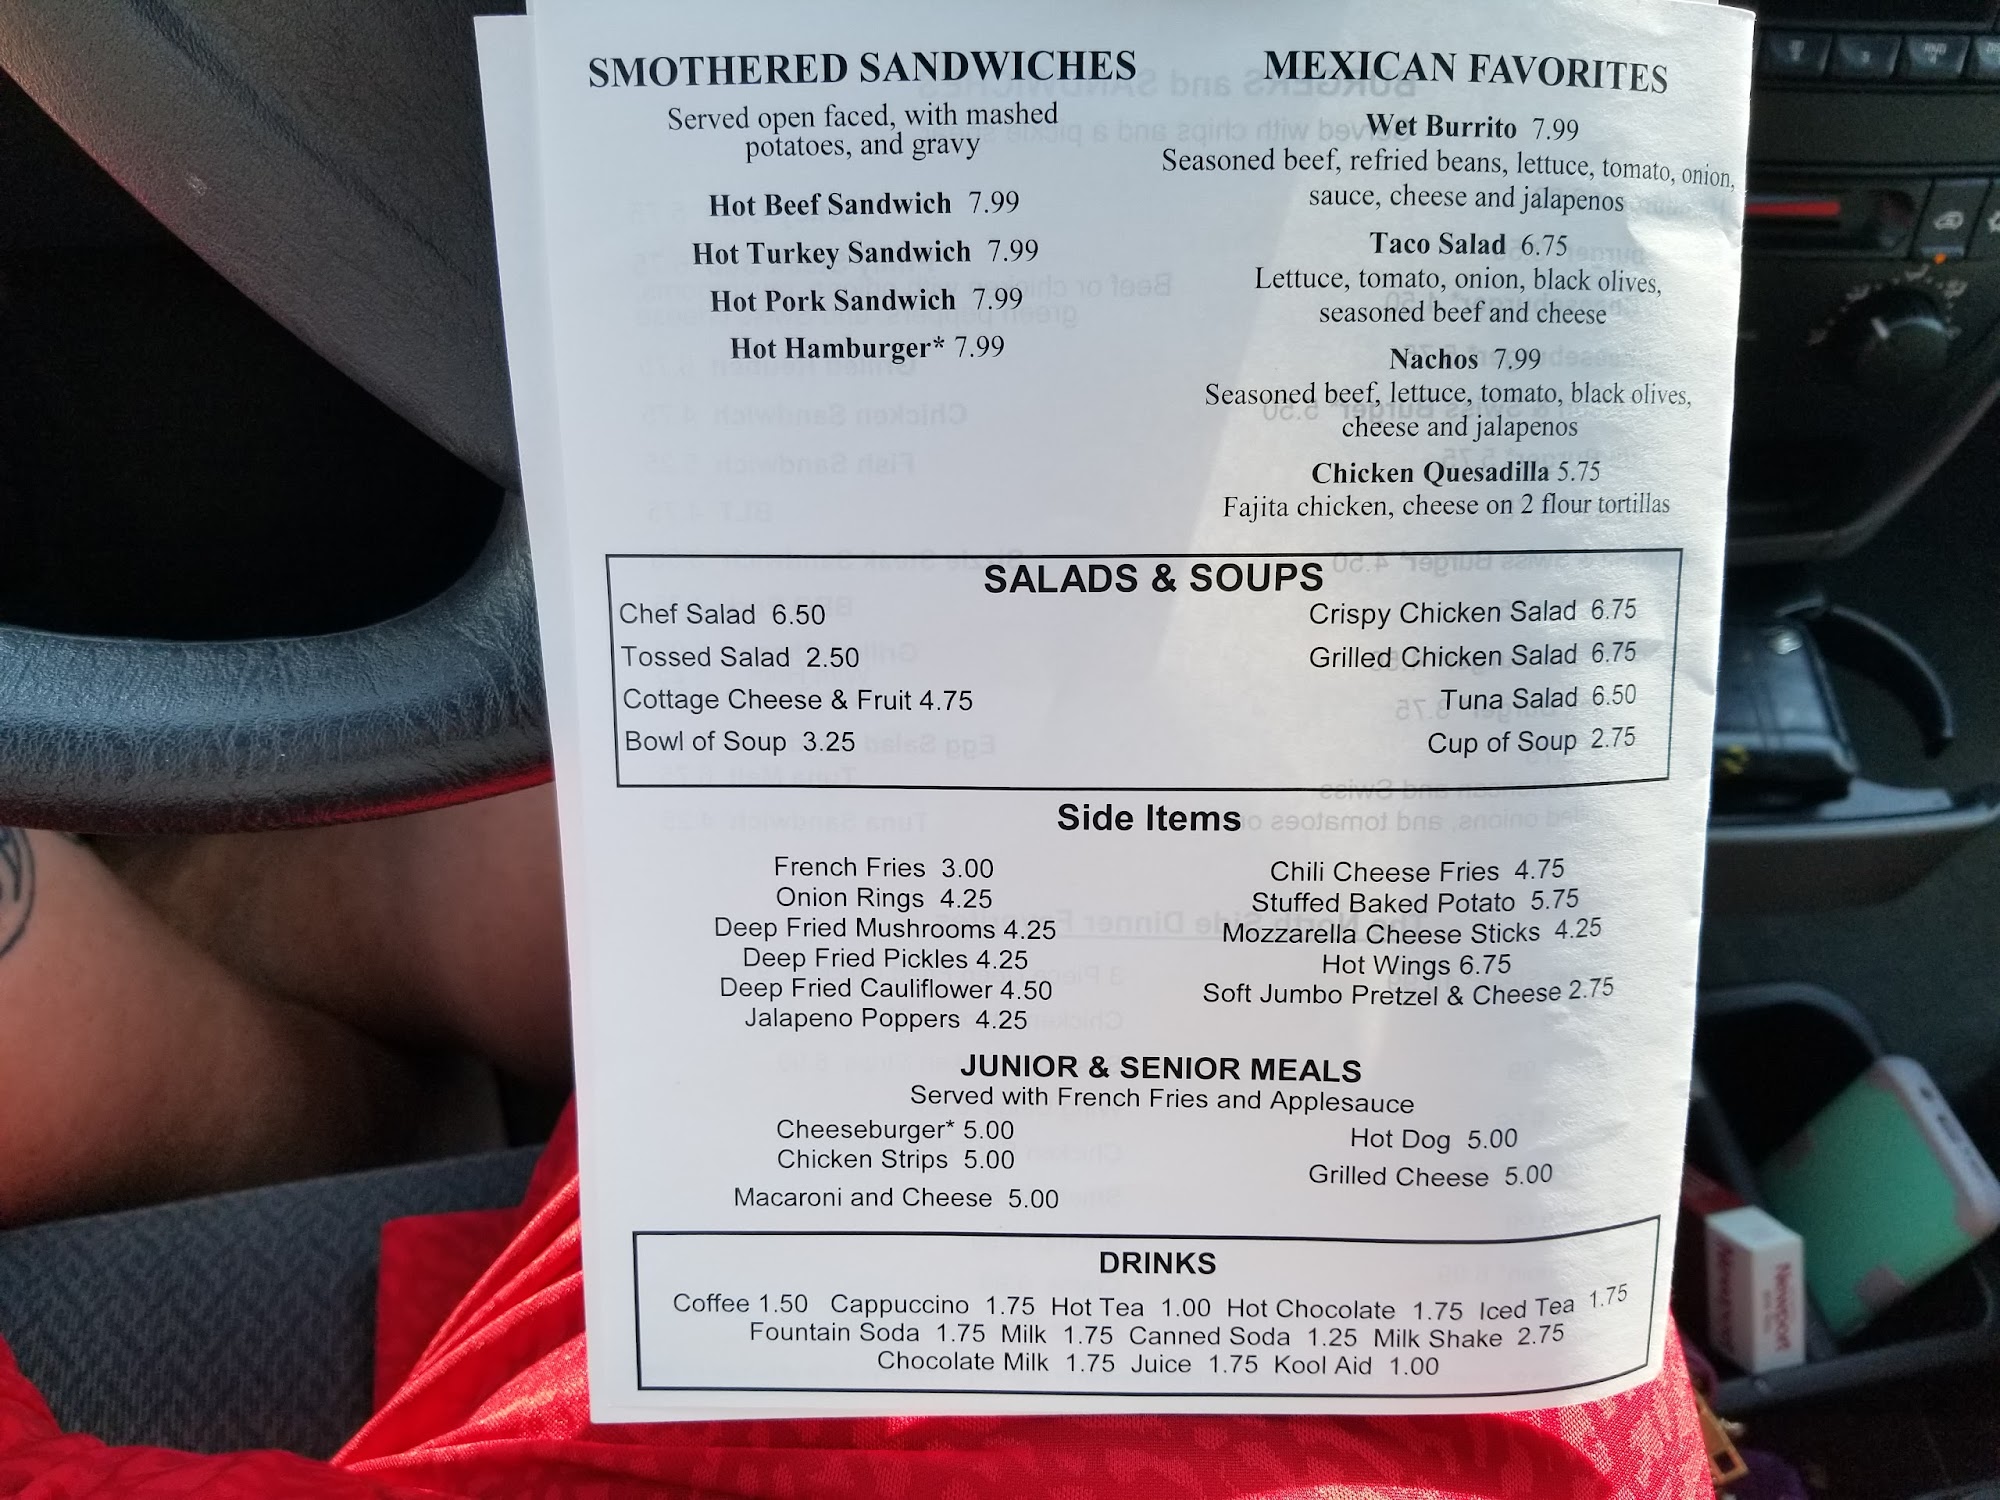 SMOTHERED SANDWICHES
Served open faced, with mashed
potatoes, and gravy
Hot Beef Sandwich 7.99
Hot Turkey Sandwich 7.99
Hot Pork Sandwich 7.99
Hot Hamburger* 7.99
MEXICAN FAVORITES
Wet Burrito 7.99
Seasoned beef, refried beans, lettuce, tomato, onion,
sauce, cheese and jalapenos
Taco Salad 6.75
Lettuce, tomato, onion, black olives,
seasoned beef and cheese
Nachos 7.99
Seasoned beef, lettuce, tomato, black olives,
cheese and jalapenos
Chicken Quesadilla 5.75
Fajita chicken, cheese on 2 flour tortillas
SALADS & SOUPS
Chef Salad 6.50
Tossed Salad 2.50
Cottage Cheese & Fruit 4.75
Bowl of Soup 3.25
Crispy Chicken Salad 6.75
Grilled Chicken Salad 6.75
Tuna Salad 6.50
Cup of Soup 2.75
Side Items
French Fries 3.00
Onion Rings 4.25
Deep Fried Mushrooms 4.25
Deep Fried Pickles 4.25
Deep Fried Cauliflower 4.50
Jalapeno Poppers 4.25
Chili Cheese Fries 4.75
Stuffed Baked Potato 5.75
Mozzarella Cheese Sticks 4.25
Hot Wings 6.75
Soft Jumbo Pretzel & Cheese 2.75
JUNIOR & SENIOR MEALS
Served with French Fries and Applesauce
Cheeseburger* 5.00
Chicken Strips 5.00
Macaroni and Cheese 5.00
Hot Dog 5.00
Grilled Cheese 5.00
DRINKS
Coffee 1.50 Cappuccino 1.75 Hot Tea 1.00 Hot Chocolate 1.75 Iced Tea 1.75
Fountain Soda 1.75 Milk 1.75 Canned Soda 1.25 Milk Shake 2.75
Chocolate Milk 1.75 Juice 1.75 Kool Aid 1.00
Newport